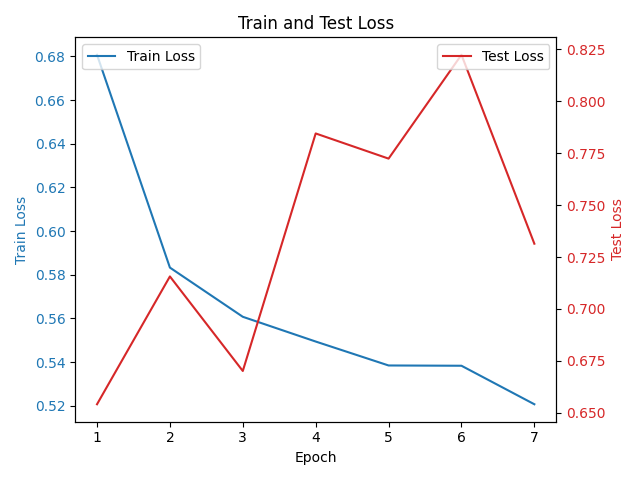 Train and Test Loss
Train Loss
Test Loss
0.68
0.66
0.64
0.62
0.60
0.58
0.56
0.54
0.52
Train Loss
0.825
0.800
0.775
0.750
0.725
0.700
0.675
0.650
Test Loss
1 2 3 4 5 6 7
Epoch